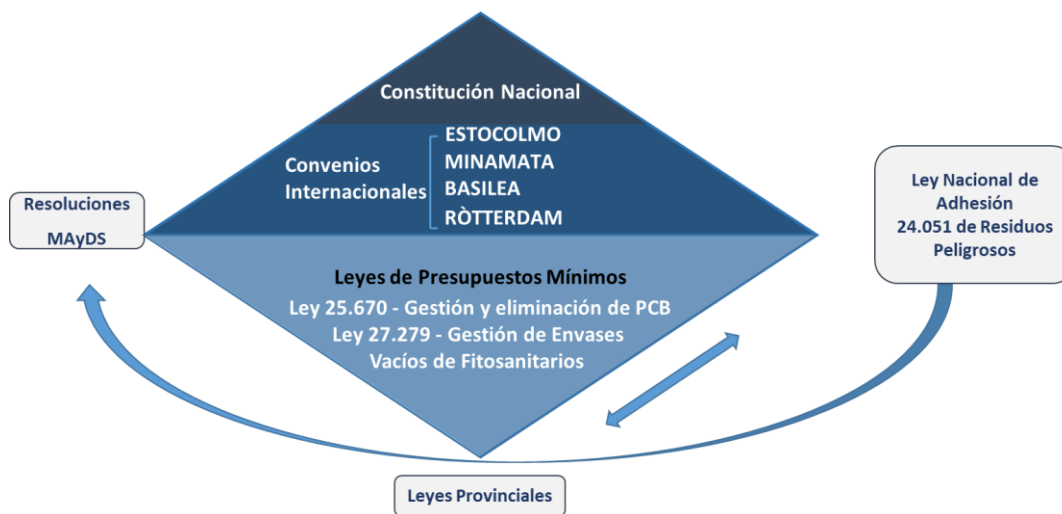 Constitución Nacional
Convenios
Internacionales
ESTOCOLMO
MINAMATA
BASILEA
RÒTTERDAM
Resoluciones
MAyDS
Ley Nacional de
Adhesión
24.051 de Residuos
Peligrosos
Leyes de Presupuestos Mínimos
Ley 25.670 - Gestión y eliminación de PCB
Ley 27.279 - Gestión de Envases
Vacíos de Fitosanitarios
Leyes Provinciales